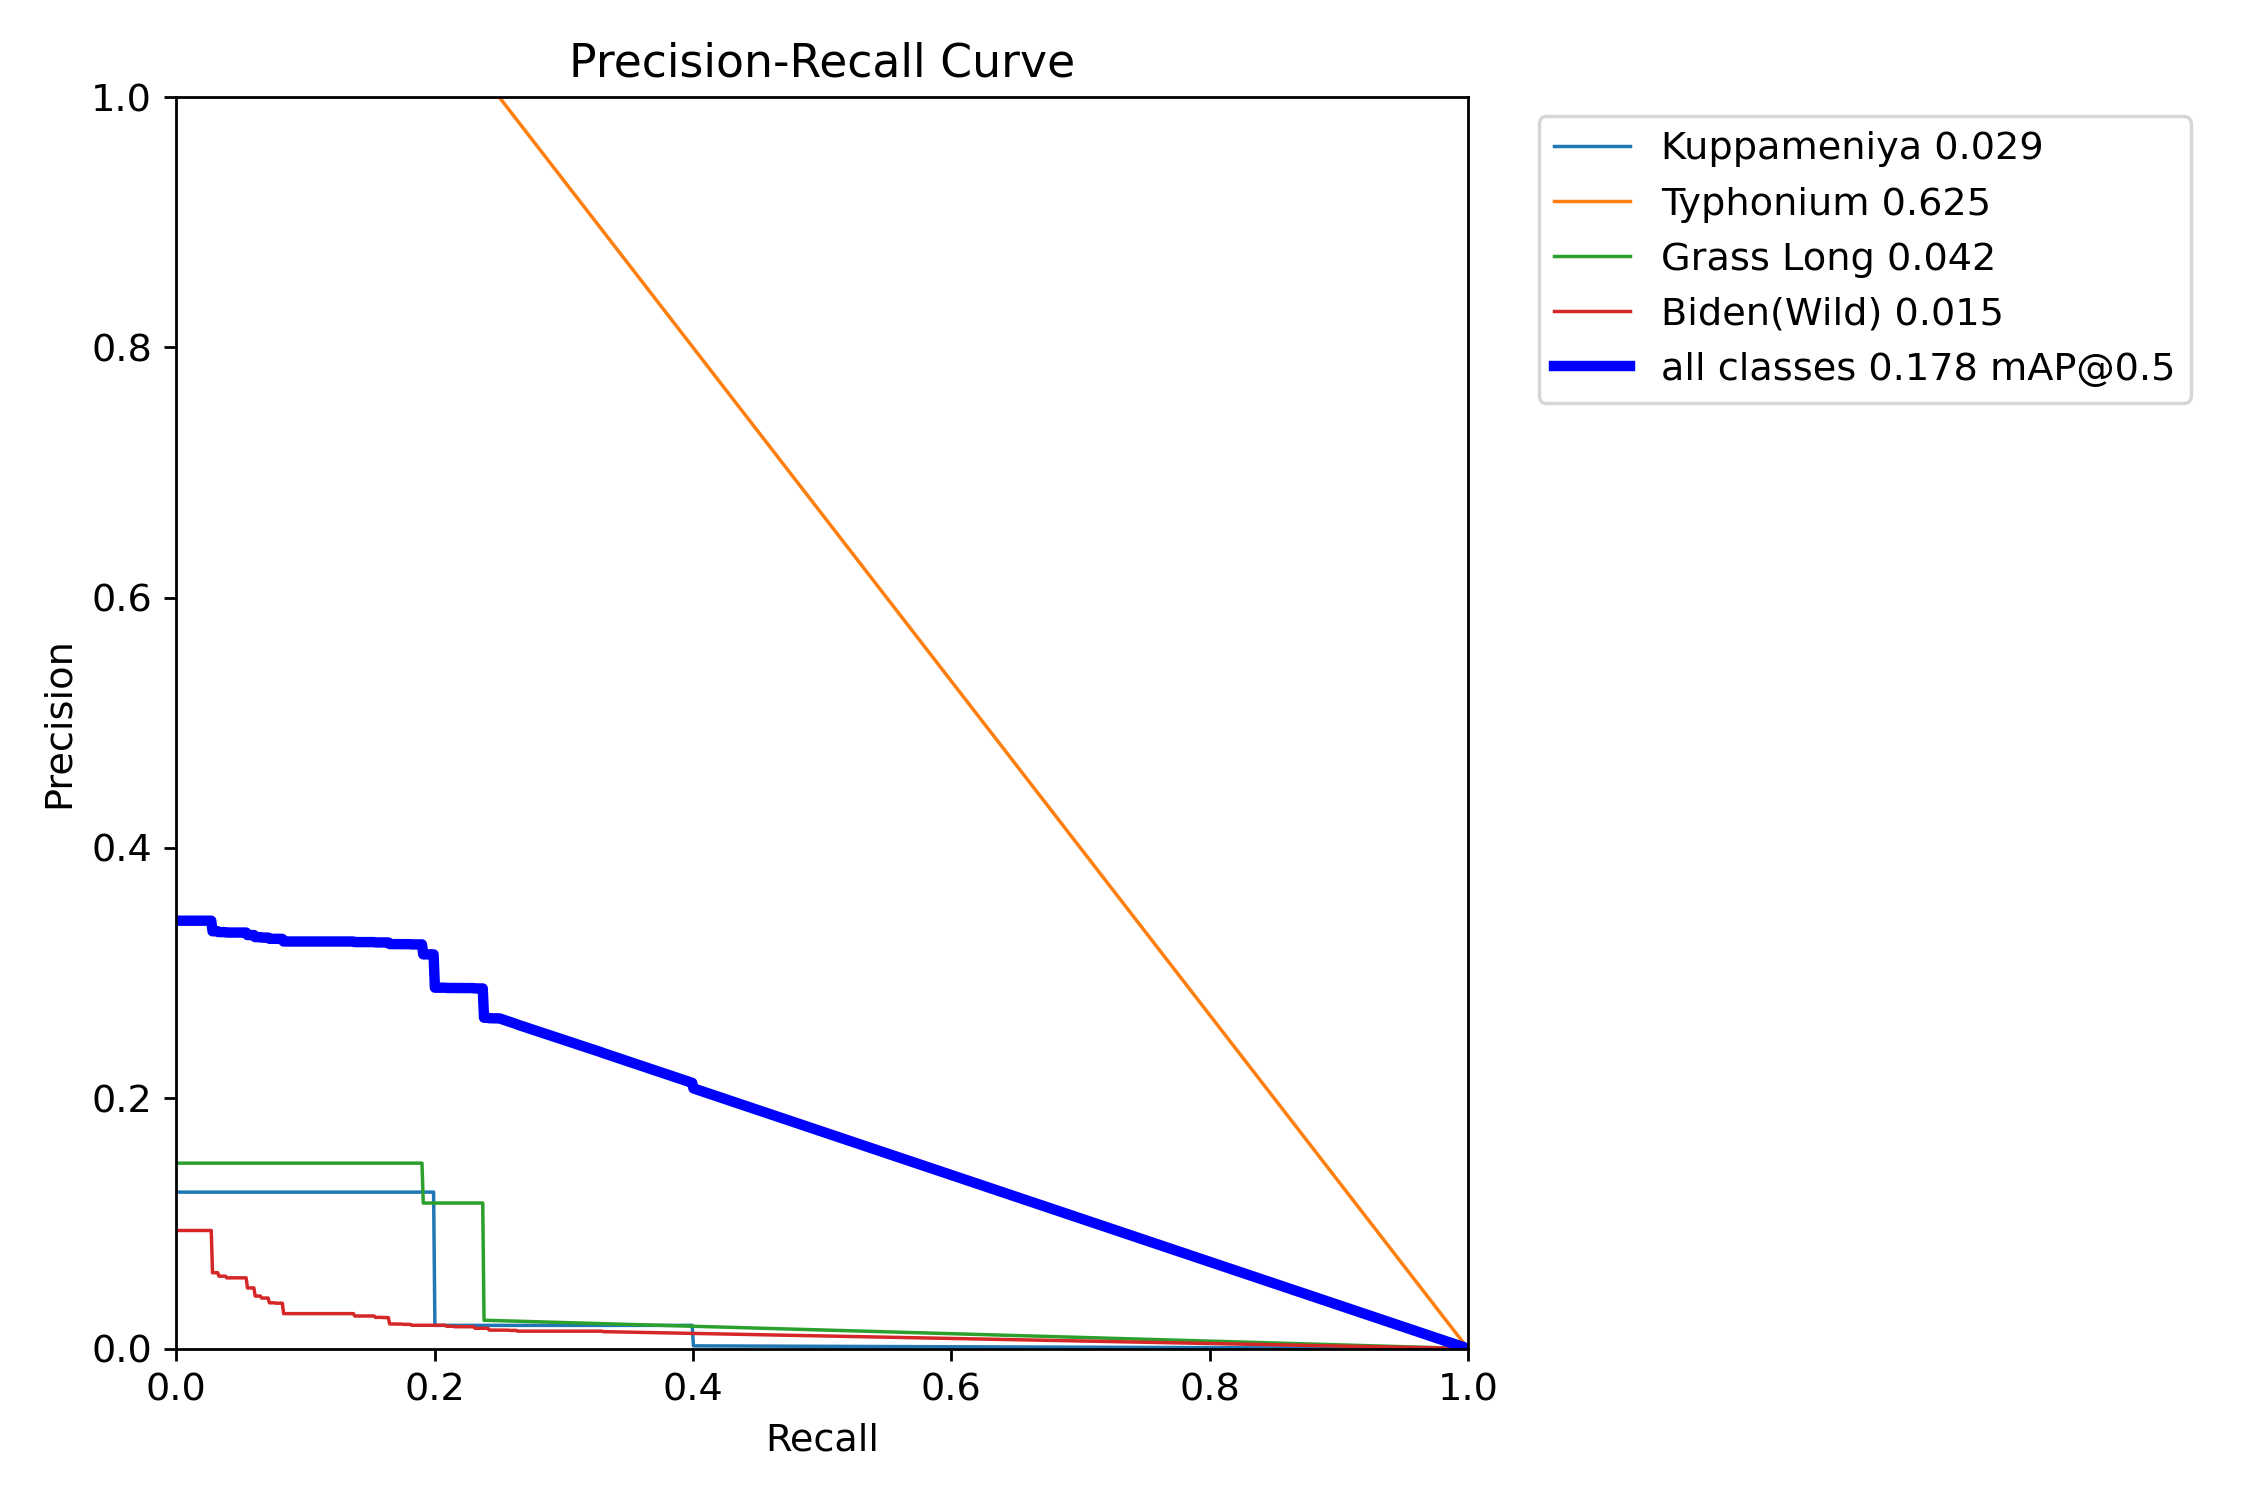 Precision-Recall Curve
Kuppameniya 0.029
Typhonium 0.625
Grass Long 0.042
Biden(Wild) 0.015
all classes 0.178 mAP@0.5
Precision
1.0
0.8
0.6
0.4
0.2
0.0
0.0 0.2 0.4 0.6 0.8 1.0
Recall